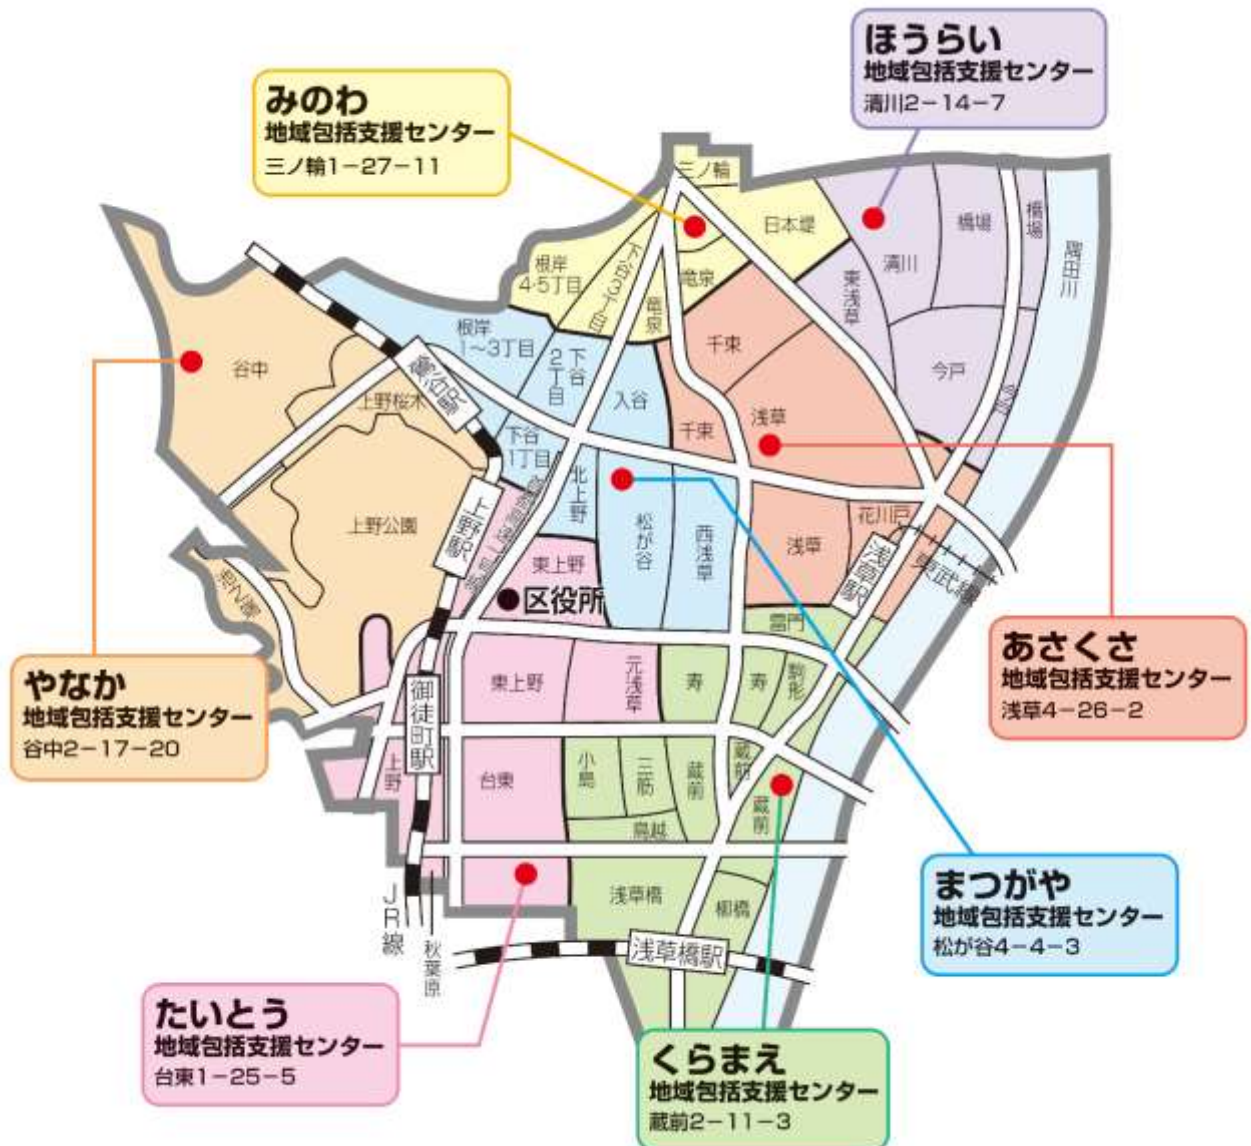 ほうらい
地域包括支援センター
清川2−14−7
みのわ
地域包括支援センター
三ノ輪1−27−11
三ノ輪
日本堤
橋場
橋場
隅田川
清川
東浅草
根岸
4·5丁目
下谷3丁目
竜泉
竜泉
千束
今戸
今戸
根岸
1〜3丁目
下谷
2丁目
入谷
谷中
鶯谷駅
上野桜木
千束
浅草
下谷
1丁目
北上野
松が谷
西浅草
浅草
花川戸
浅草駅
東武線
上野公園
上野駅
首都高速1号線
東上野
区役所
池之端
雷門
あさくさ
地域包括支援センター
浅草4−26−2
やなか
地域包括支援センター
谷中2−17−20
御徒町駅
東上野
元浅草
寿
寿
駒形
上野
台東
小島
三筋
蔵前
蔵前
蔵前
鳥越
まつがや
地域包括支援センター
松が谷4−4−3
浅草橋
柳橋
JR線
秋葉原
浅草橋駅
たいとう
地域包括支援センター
台東1−25−5
くらまえ
地域包括支援センター
蔵前2−11−3